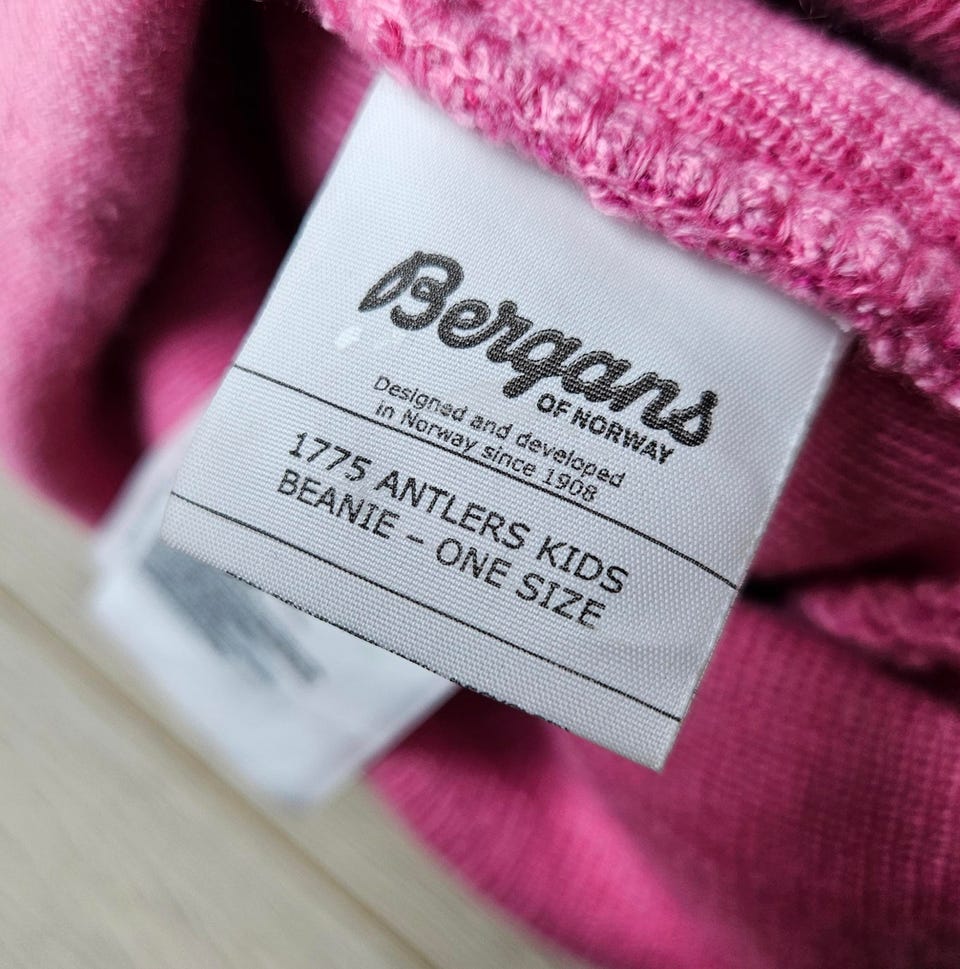 Bergans
OF NORWAY
Designed and developed
in Norway since 1908
1775 ANTLERS KIDS
BEANIE – ONE SIZE